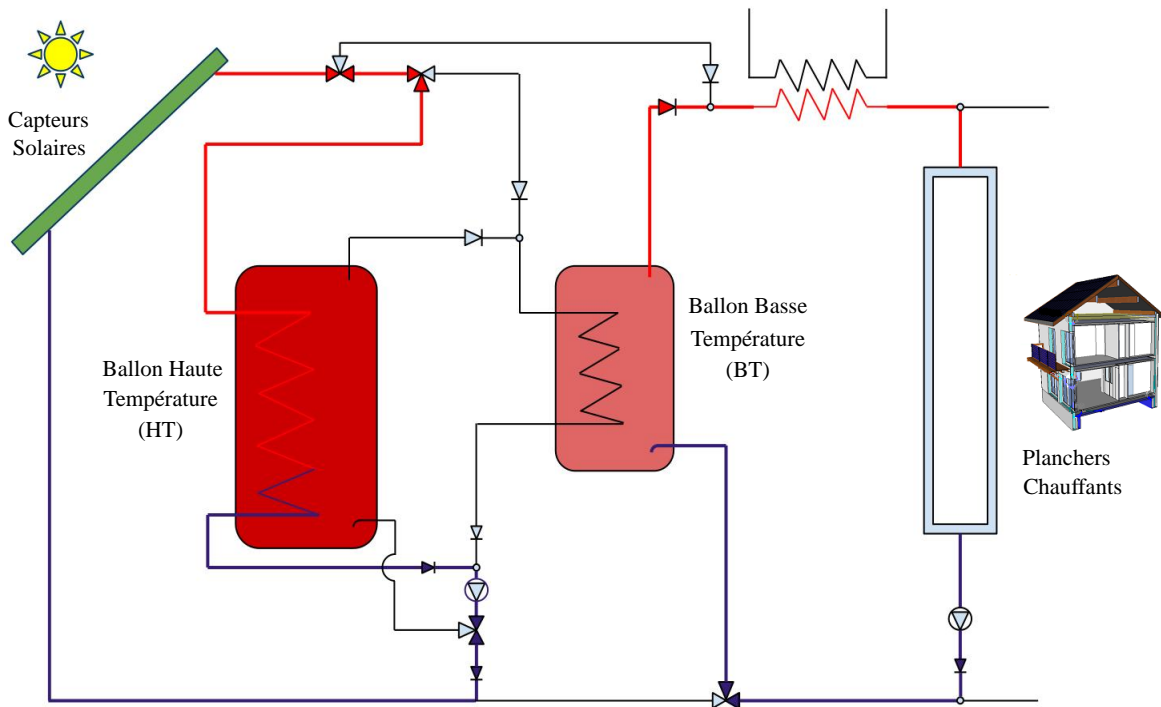 Capteurs
Solaires
Ballon Haute
Température
(HT)
Ballon Basse
Température
(BT)
Planchers
Chauffants